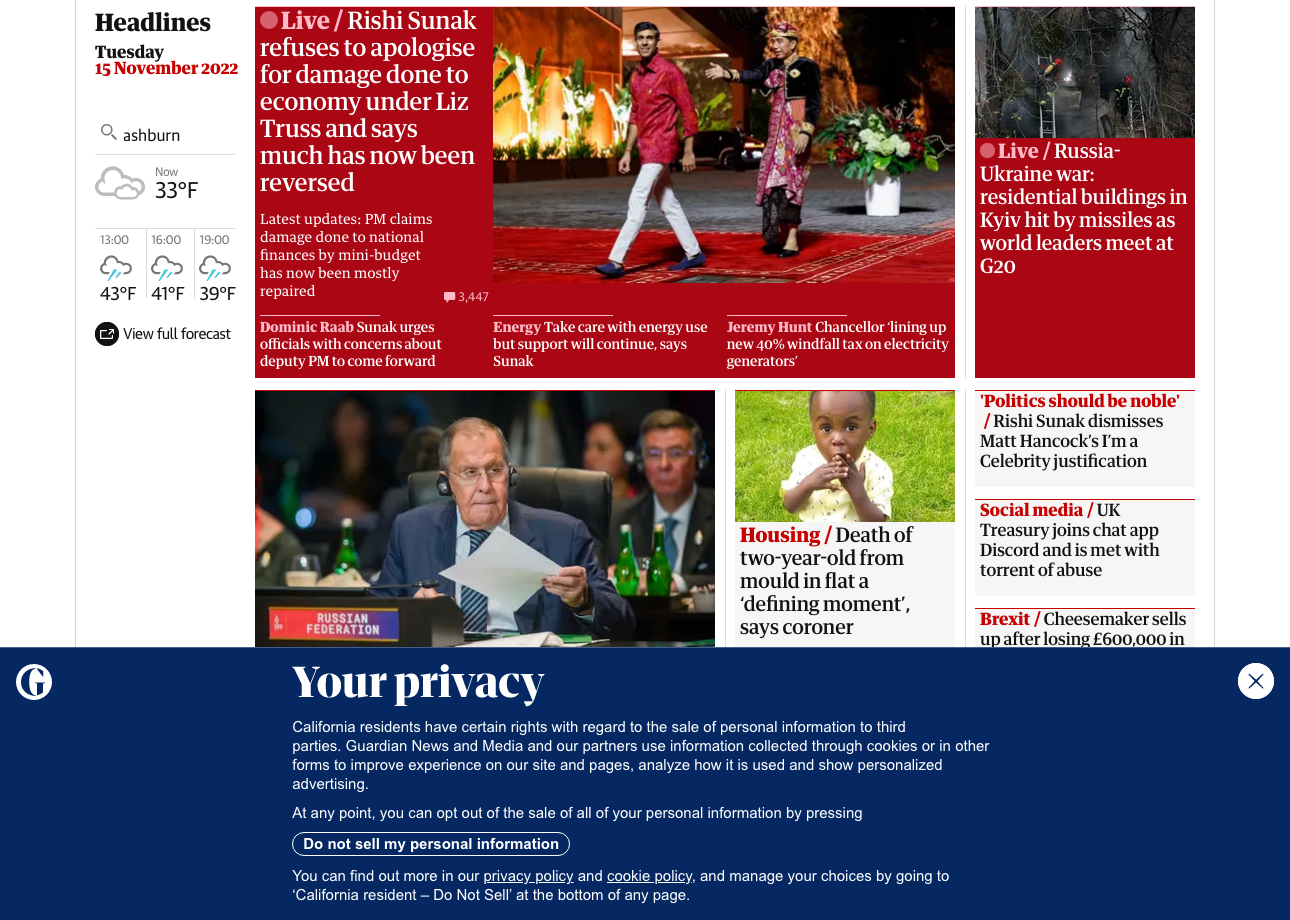 Headlines
Tuesday
15 November 2022
ashburn
Now
33°F
13:00
43°F
16:00
41°F
19:00
39°F
View full forecast
Live / Rishi Sunak
refuses to apologise
for damage done to
economy under Liz
Truss and says
much has now been
reversed
Latest updates: PM claims
damage done to national
finances by mini-budget
has now been mostly
repaired
3,447
Dominic Raab Sunak urges
officials with concerns about
deputy PM to come forward
Energy Take care with energy use
but support will continue, says
Sunak
Jeremy Hunt Chancellor ‘lining up
new 40% windfall tax on electricity
generators’
Live / Russia-
Ukraine war:
residential buildings in
Kyiv hit by missiles as
world leaders meet at
G20
RUSSIAN
FEDERATION
Housing / Death of
two-year-old from
mould in flat a
‘defining moment’,
says coroner
'Politics should be noble'
/ Rishi Sunak dismisses
Matt Hancock’s I’m a
Celebrity justification
Social media / UK
Treasury joins chat app
Discord and is met with
torrent of abuse
Brexit / Cheesemaker sells
up after losing £600,000 in
Your privacy
California residents have certain rights with regard to the sale of personal information to third
parties. Guardian News and Media and our partners use information collected through cookies or in other
forms to improve experience on our site and pages, analyze how it is used and show personalized
advertising.
At any point, you can opt out of the sale of all of your personal information by pressing
Do not sell my personal information
You can find out more in our privacy policy and cookie policy, and manage your choices by going to
‘California resident – Do Not Sell’ at the bottom of any page.